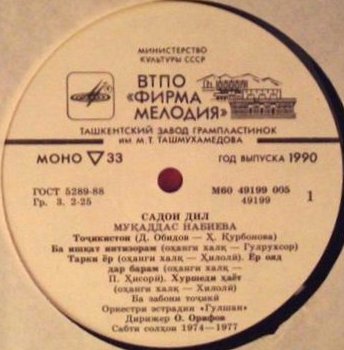 МИНИСТЕРСТВО
КУЛЬТУРЫ СССР
ВТПО
«ФИРМА
МЕЛОДИЯ»
ТАШКЕНТСКИЙ ЗАВОД ГРАМПЛАСТИНОК
ИМ М. Т. ТАШМУХАМЕДОВА
МОНО 33 ГОД ВЫПУСКА 1990
ГОСТ 5289-88 М60 49199 005
Гр. 3. 2-25 49199 1
САДОИ ДИЛ
МУҚАДДАС НАБИЕВА
Тоҷикистон (Д. Обидов — Ҳ. Қурбонова)
Ба ишқат интизорам (оҳанги халқ — Гулрухсор)
Тарки ёр (оҳанги халқ — Ҳилолӣ). Ёр ояд
дар барам (оҳанги халқ —
П. Ҳисорӣ). Хуршеди ҳаёт
(оҳанги халқ — Хилолӣ)
Ба забони тоҷикӣ
Оркестри эстрадии «Гулшан»
Дирижёр О. Орифов
Сабти солҳои 1974—1977